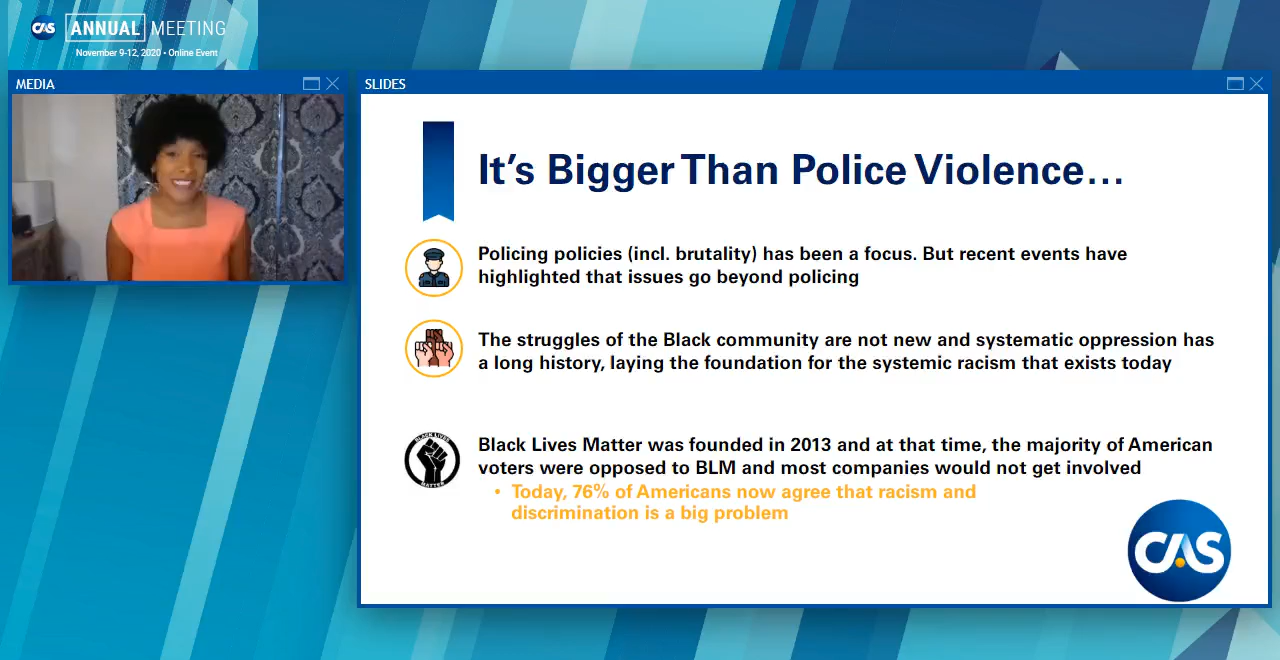 CAS ANNUAL MEETING
November 9-12, 2020 • Online Event
MEDIA
SLIDES
It's Bigger Than Police Violence...
Policing policies (incl. brutality) has been a focus. But recent events have
highlighted that issues go beyond policing
The struggles of the Black community are not new and systematic oppression has
a long history, laying the foundation for the systemic racism that exists today
BLACK LIVES
MATTER
Black Lives Matter was founded in 2013 and at that time, the majority of American
voters were opposed to BLM and most companies would not get involved
• Today, 76% of Americans now agree that racism and
discrimination is a big problem
CAS